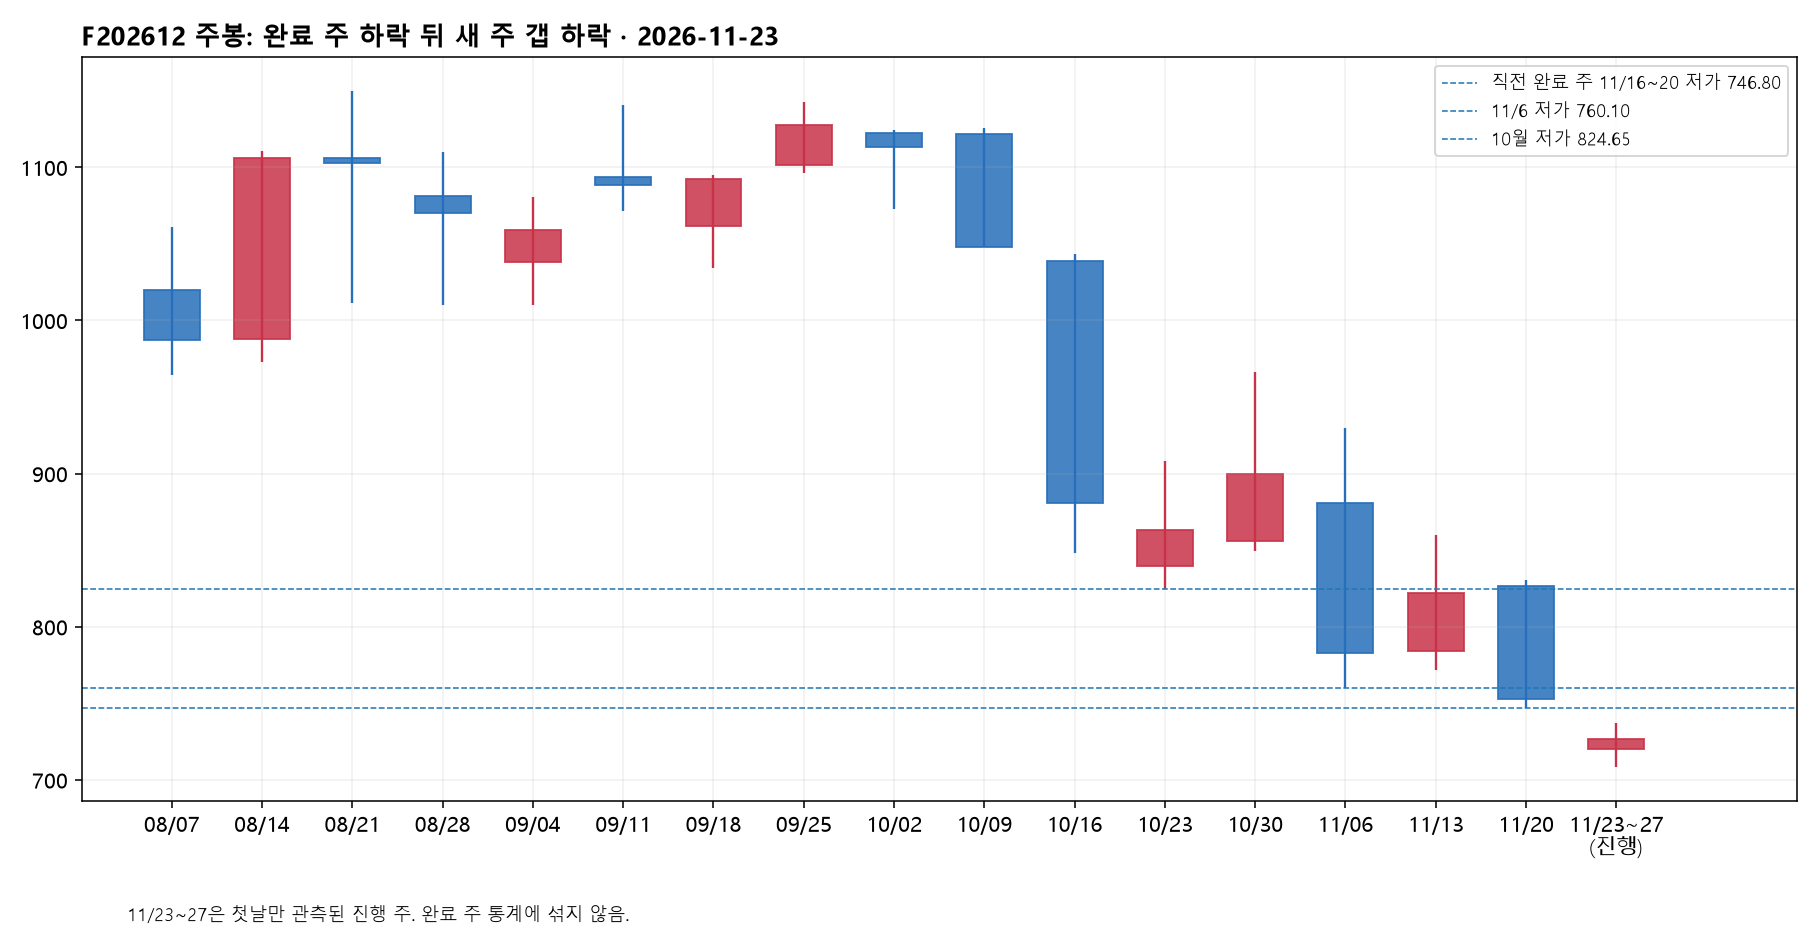 F202612 주봉: 완료 주 하락 뒤 새 주 갭 하락 · 2026-11-23
직전 완료 주 11/16~20 저가 746.80
11/6 저가 760.10
10월 저가 824.65
1100
1000
900
800
700
08/07 08/14 08/21 08/28 09/04 09/11 09/18 09/25 10/02 10/09 10/16 10/23 10/30 11/06 11/13 11/20 11/23~27
(진행)
11/23~27은 첫날만 관측된 진행 주. 완료 주 통계에 섞지 않음.